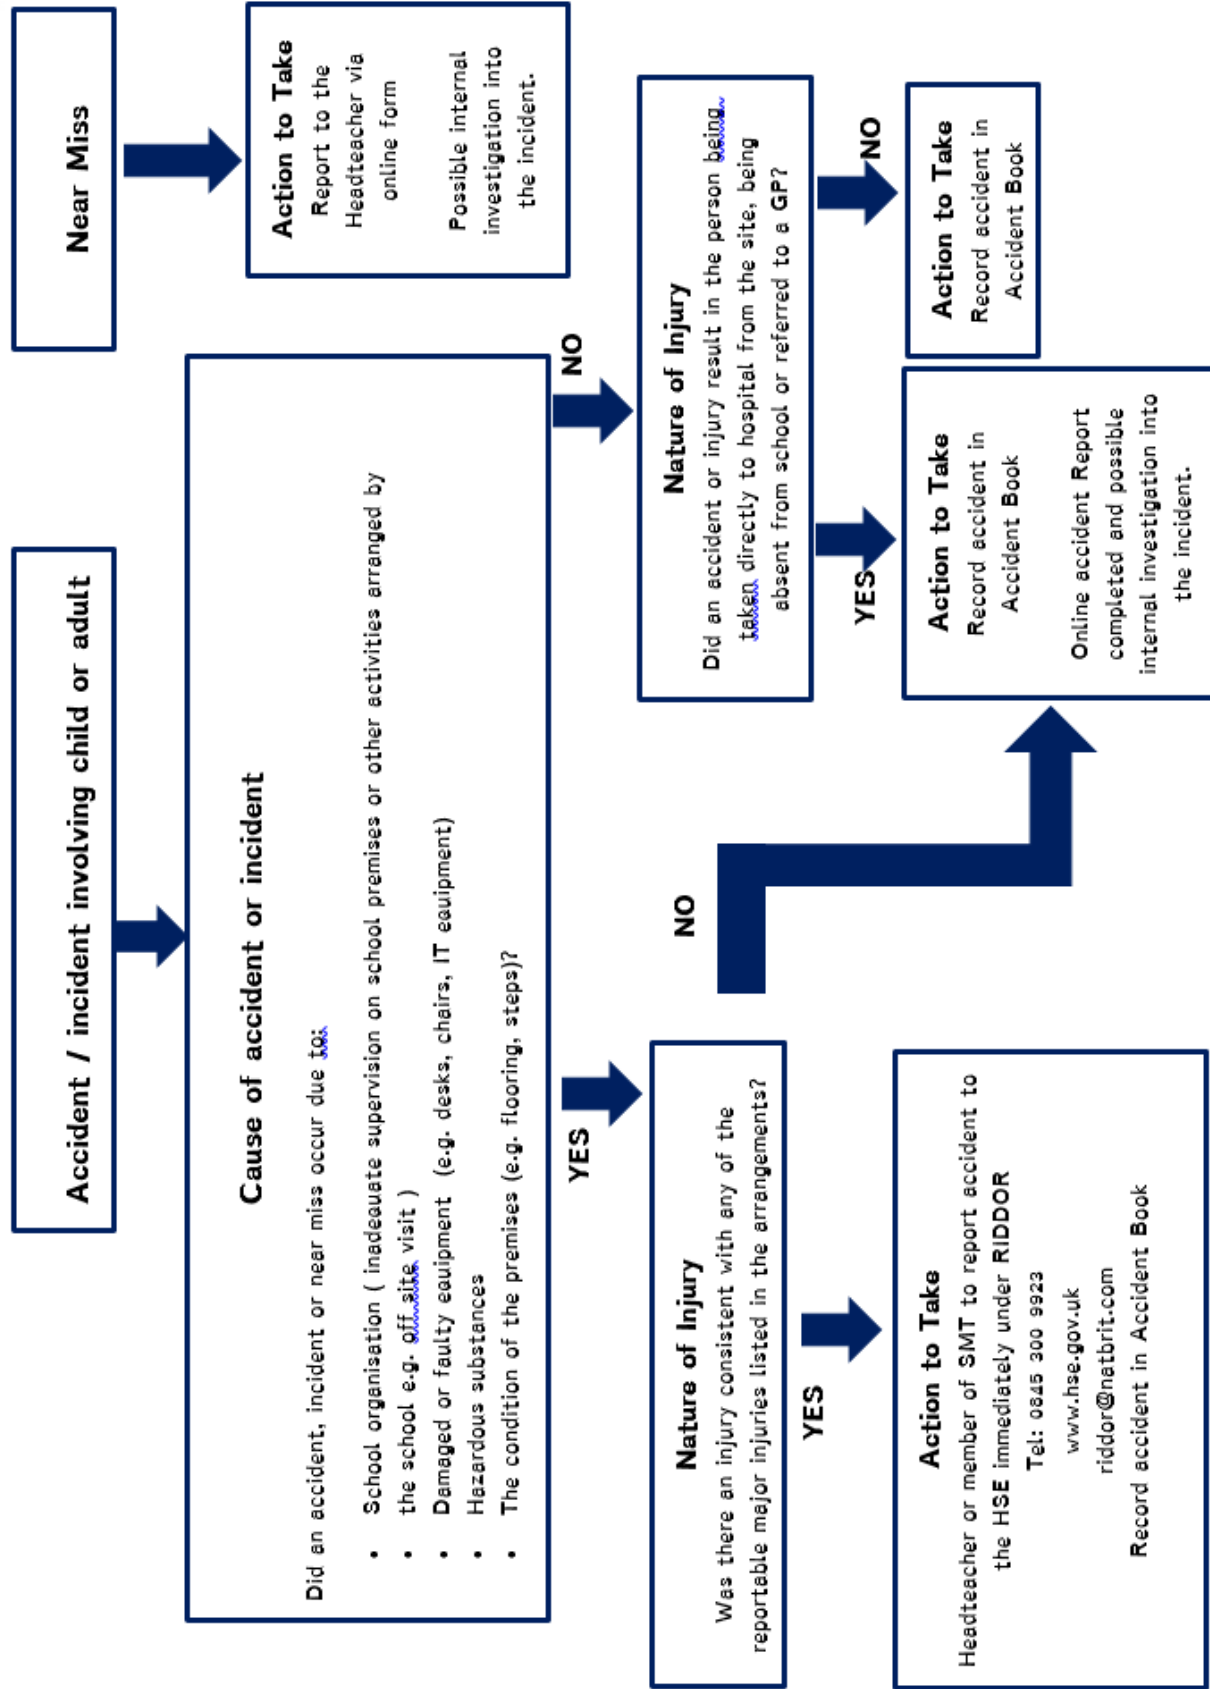 Accident / incident involving child or adult
Near Miss
Cause of accident or incident
Did an accident, incident or near miss occur due to:
• School organisation ( inadequate supervision on school premises or other activities arranged by
• the school e.g. off site visit )
• Damaged or faulty equipment (e.g. desks, chairs, IT equipment)
• Hazardous substances
• The condition of the premises (e.g. flooring, steps)?
Action to Take
Report to the
Headteacher via
online form
Possible internal
investigation into
the incident.
YES
NO
Nature of Injury
Was there an injury consistent with any of the
reportable major injuries listed in the arrangements?
NO
Nature of Injury
Did an accident or injury result in the person being
taken directly to hospital from the site, being
absent from school or referred to a GP?
YES
YES
NO
Action to Take
Headteacher or member of SMT to report accident to
the HSE immediately under RIDDOR
Tel: 0845 300 9923
www.hse.gov.uk
riddor@natbrit.com
Record accident in Accident Book
Action to Take
Record accident in
Accident Book
Online accident Report
completed and possible
internal investigation into
the incident.
Action to Take
Record accident in
Accident Book